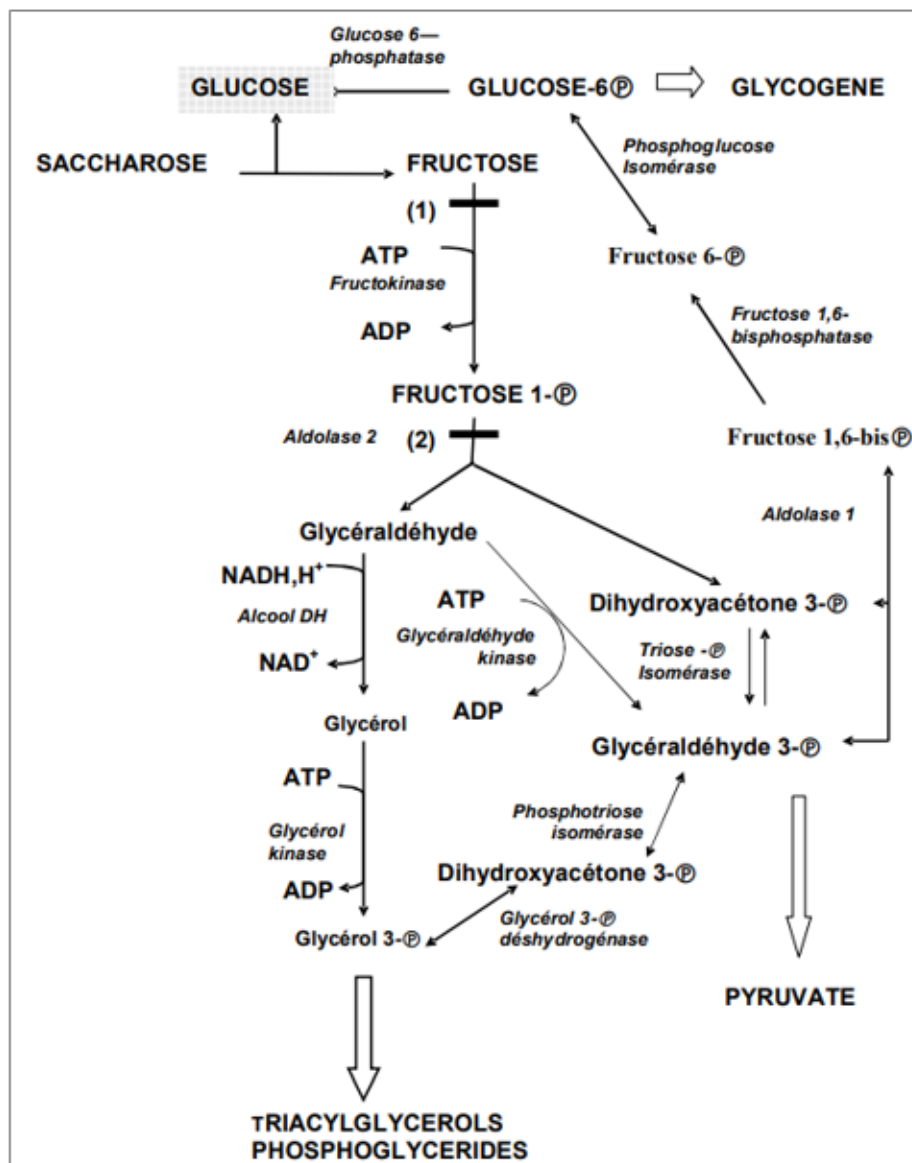 Glucose 6—
phosphatase
GLUCOSE
GLUCOSE-6Ⓟ
GLYCOGENE
SACCHAROSE
FRUCTOSE
Phosphoglucose
Isomérase
(1)
ATP
Fructokinase
ADP
Fructose 6-Ⓟ
Fructose 1,6-
bisphosphatase
FRUCTOSE 1-Ⓟ
Aldolase 2
(2)
Fructose 1,6-bisⓅ
Aldolase 1
Glycéraldéhyde
NADH,H⁺
Alcool DH
NAD⁺
ATP
Glycéraldéhyde
kinase
ADP
Dihydroxyacétone 3-Ⓟ
Triose -Ⓟ
Isomérase
Glycérol
Glycéraldéhyde 3-Ⓟ
ATP
Glycérol
kinase
ADP
Phosphotriose
isomérase
Dihydroxyacétone 3-Ⓟ
Glycérol 3-Ⓟ
Glycérol 3-Ⓟ
déshydrogénase
PYRUVATE
TRIACYLGLYCEROLS
PHOSPHOGLYCERIDES